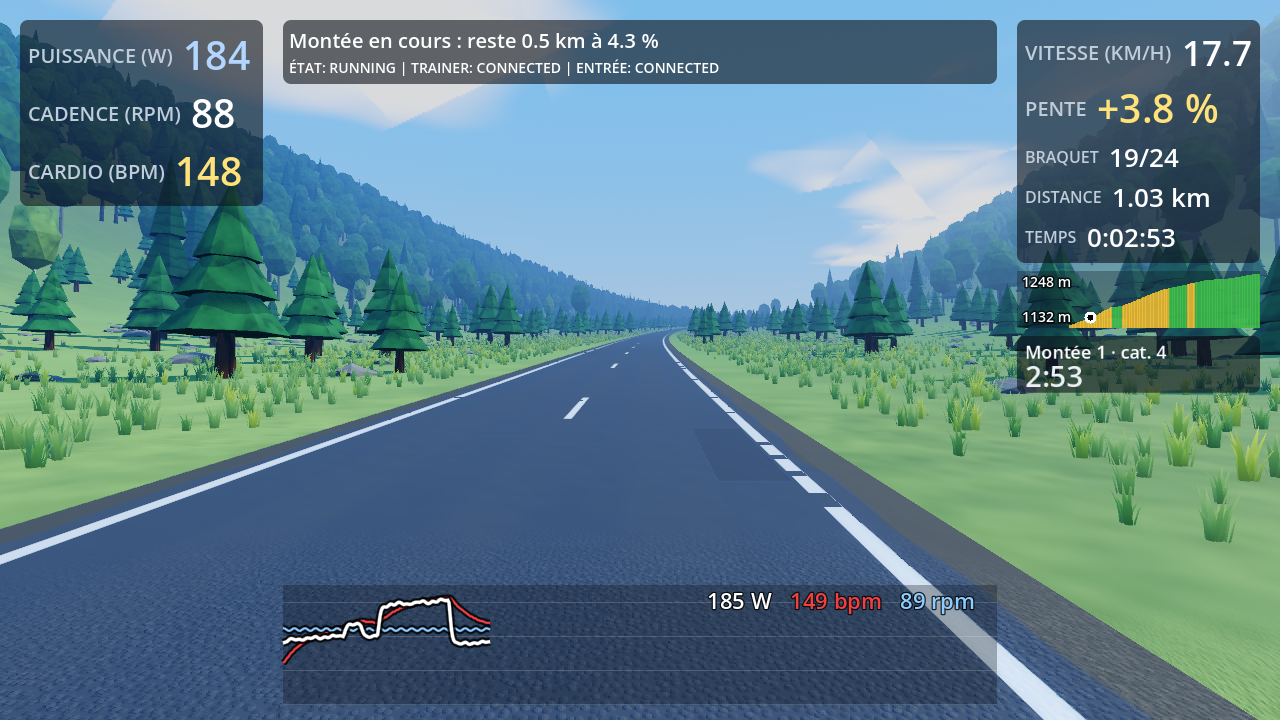 PUISSANCE (W) 184
CADENCE (RPM) 88
CARDIO (BPM) 148
Montée en cours : reste 0.5 km à 4.3 %
ÉTAT: RUNNING | TRAINER: CONNECTED | ENTRÉE: CONNECTED
VITESSE (KM/H) 17.7
PENTE +3.8 %
BRAQUET 19/24
DISTANCE 1.03 km
TEMPS 0:02:53
1248 m
1132 m
Montée 1 · cat. 4
2:53
185 W 149 bpm 89 rpm